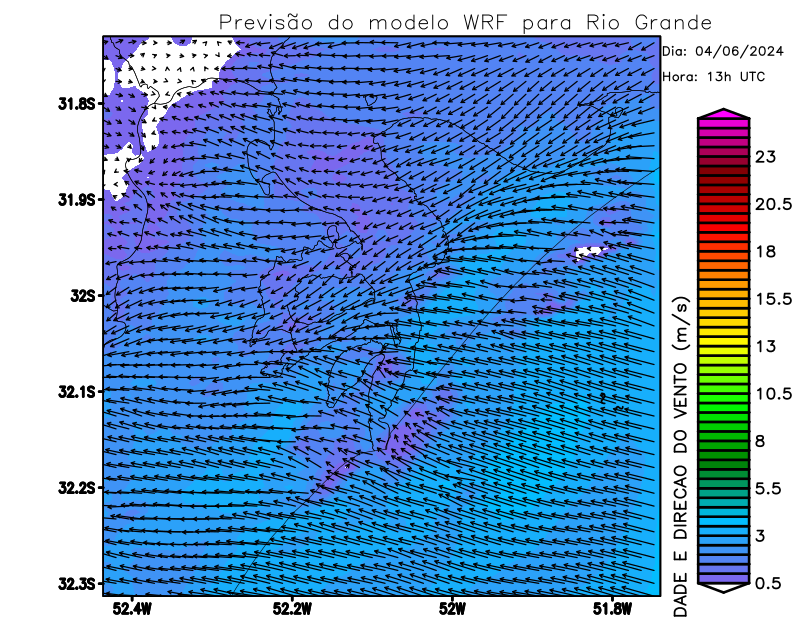 Previsão do modelo WRF para Rio Grande
Dia: 04/06/2024
Hora: 13h UTC
31.8S
31.9S
32S
32.1S
32.2S
32.3S
52.4W
52.2W
52W
51.8W
DADE E DIRECAO DO VENTO (m/s)
23
20.5
18
15.5
13
10.5
8
5.5
3
0.5